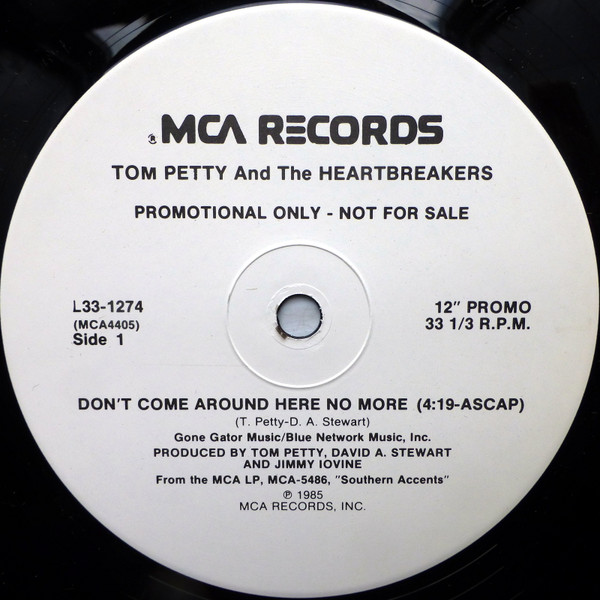 ® MCA RECORDS
TOM PETTY And The HEARTBREAKERS
PROMOTIONAL ONLY - NOT FOR SALE
L33-1274
(MCA4405)
Side 1
12" PROMO
33 1/3 R.P.M.
DON'T COME AROUND HERE NO MORE (4:19-ASCAP)
(T. Petty-D. A. Stewart)
Gone Gator Music/Blue Network Music, Inc.
PRODUCED BY TOM PETTY, DAVID A. STEWART
AND JIMMY IOVINE
From the MCA LP, MCA-5486, "Southern Accents"
℗ 1985
MCA RECORDS, INC.